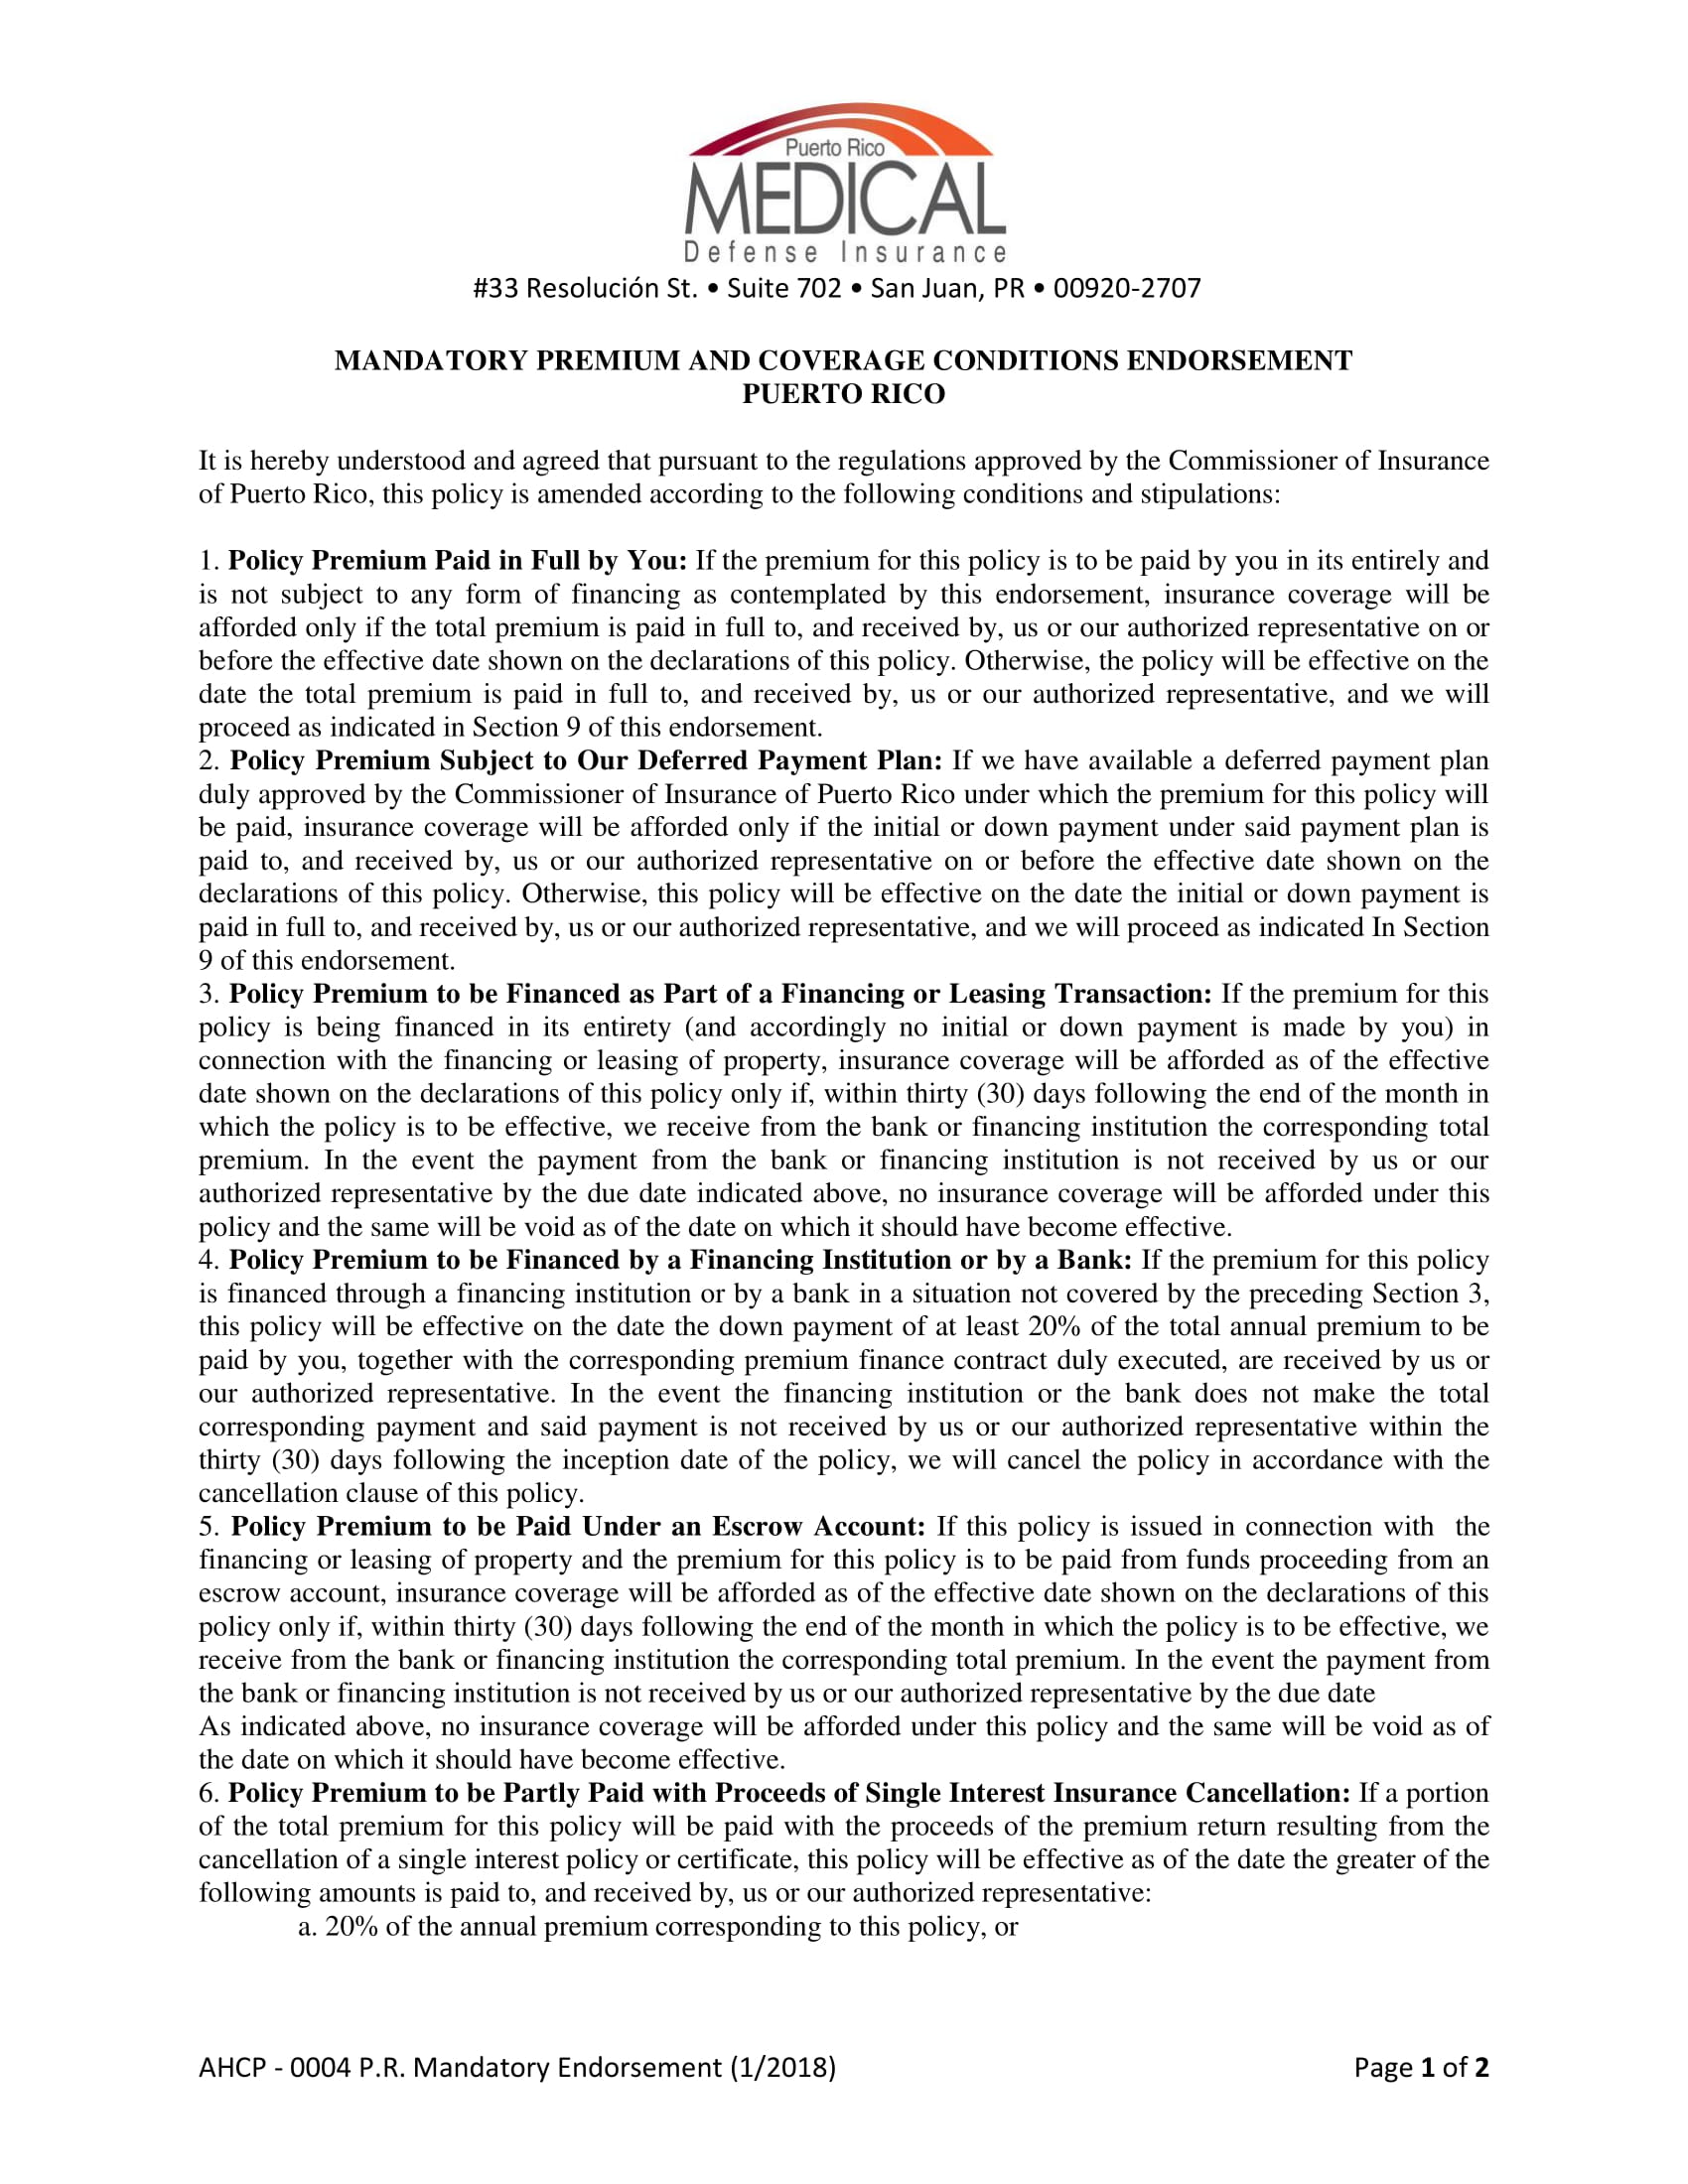 Puerto Rico
MEDICAL
Defense Insurance
#33 Resolución St. • Suite 702 • San Juan, PR • 00920-2707
MANDATORY PREMIUM AND COVERAGE CONDITIONS ENDORSEMENT
PUERTO RICO
It is hereby understood and agreed that pursuant to the regulations approved by the Commissioner of Insurance
of Puerto Rico, this policy is amended according to the following conditions and stipulations:
1. Policy Premium Paid in Full by You: If the premium for this policy is to be paid by you in its entirely and
is not subject to any form of financing as contemplated by this endorsement, insurance coverage will be
afforded only if the total premium is paid in full to, and received by, us or our authorized representative on or
before the effective date shown on the declarations of this policy. Otherwise, the policy will be effective on the
date the total premium is paid in full to, and received by, us or our authorized representative, and we will
proceed as indicated in Section 9 of this endorsement.
2. Policy Premium Subject to Our Deferred Payment Plan: If we have available a deferred payment plan
duly approved by the Commissioner of Insurance of Puerto Rico under which the premium for this policy will
be paid, insurance coverage will be afforded only if the initial or down payment under said payment plan is
paid to, and received by, us or our authorized representative on or before the effective date shown on the
declarations of this policy. Otherwise, this policy will be effective on the date the initial or down payment is
paid in full to, and received by, us or our authorized representative, and we will proceed as indicated In Section
9 of this endorsement.
3. Policy Premium to be Financed as Part of a Financing or Leasing Transaction: If the premium for this
policy is being financed in its entirety (and accordingly no initial or down payment is made by you) in
connection with the financing or leasing of property, insurance coverage will be afforded as of the effective
date shown on the declarations of this policy only if, within thirty (30) days following the end of the month in
which the policy is to be effective, we receive from the bank or financing institution the corresponding total
premium. In the event the payment from the bank or financing institution is not received by us or our
authorized representative by the due date indicated above, no insurance coverage will be afforded under this
policy and the same will be void as of the date on which it should have become effective.
4. Policy Premium to be Financed by a Financing Institution or by a Bank: If the premium for this policy
is financed through a financing institution or by a bank in a situation not covered by the preceding Section 3,
this policy will be effective on the date the down payment of at least 20% of the total annual premium to be
paid by you, together with the corresponding premium finance contract duly executed, are received by us or
our authorized representative. In the event the financing institution or the bank does not make the total
corresponding payment and said payment is not received by us or our authorized representative within the
thirty (30) days following the inception date of the policy, we will cancel the policy in accordance with the
cancellation clause of this policy.
5. Policy Premium to be Paid Under an Escrow Account: If this policy is issued in connection with the
financing or leasing of property and the premium for this policy is to be paid from funds proceeding from an
escrow account, insurance coverage will be afforded as of the effective date shown on the declarations of this
policy only if, within thirty (30) days following the end of the month in which the policy is to be effective, we
receive from the bank or financing institution the corresponding total premium. In the event the payment from
the bank or financing institution is not received by us or our authorized representative by the due date
As indicated above, no insurance coverage will be afforded under this policy and the same will be void as of
the date on which it should have become effective.
6. Policy Premium to be Partly Paid with Proceeds of Single Interest Insurance Cancellation: If a portion
of the total premium for this policy will be paid with the proceeds of the premium return resulting from the
cancellation of a single interest policy or certificate, this policy will be effective as of the date the greater of the
following amounts is paid to, and received by, us or our authorized representative:
a. 20% of the annual premium corresponding to this policy, or
AHCP - 0004 P.R. Mandatory Endorsement (1/2018)
Page 1 of 2